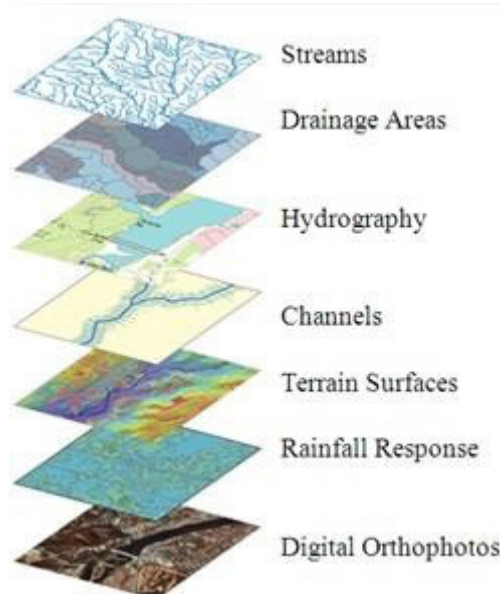 Streams
Drainage Areas
Hydrography
Channels
Terrain Surfaces
Rainfall Response
Digital Orthophotos